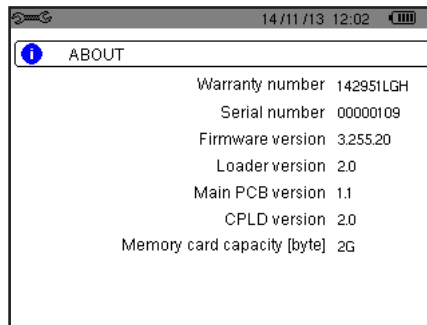 14/11/13 12:02
ABOUT
Warranty number 142951LGH
Serial number 00000109
Firmware version 3.255.20
Loader version 2.0
Main PCB version 1.1
CPLD version 2.0
Memory card capacity [byte] 2G